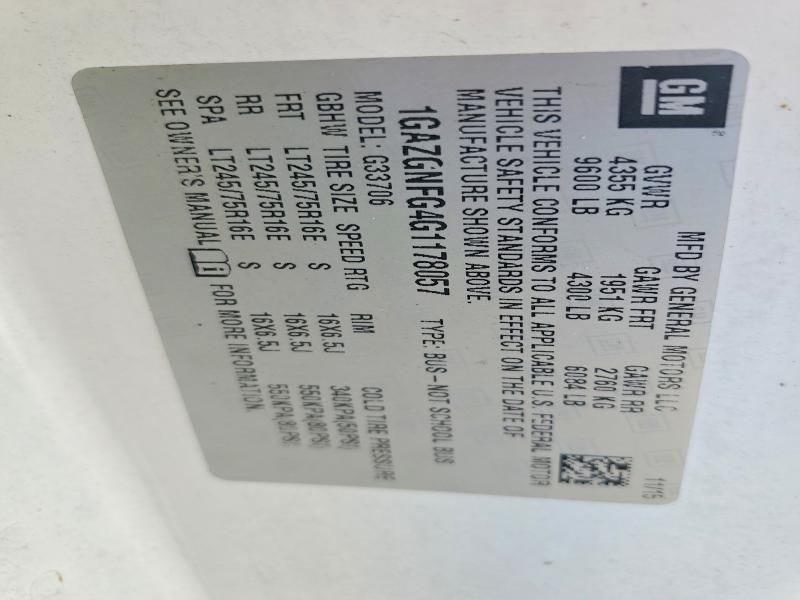 GM
MFD BY GENERAL MOTORS LLC 11/15
GVWR GAWR FRT GAWR RR
4355 KG 1951 KG 2760 KG
9600 LB 4300 LB 6084 LB
THIS VEHICLE CONFORMS TO ALL APPLICABLE U.S. FEDERAL MOTOR
VEHICLE SAFETY STANDARDS IN EFFECT ON THE DATE OF
MANUFACTURE SHOWN ABOVE.
1GAZGNFG4G1178057 TYPE: BUS-NOT SCHOOL BUS
MODEL: G33706
GBHW TIRE SIZE SPEED RTG RIM COLD TIRE PRESSURE
FRT LT245/75R16E S 16X6.5J 340KPA(50PSI)
RR LT245/75R16E S 16X6.5J 550KPA(80PSI)
SPA LT245/75R16E S 16X6.5J 550KPA(80PSI)
SEE OWNER'S MANUAL FOR MORE INFORMATION.